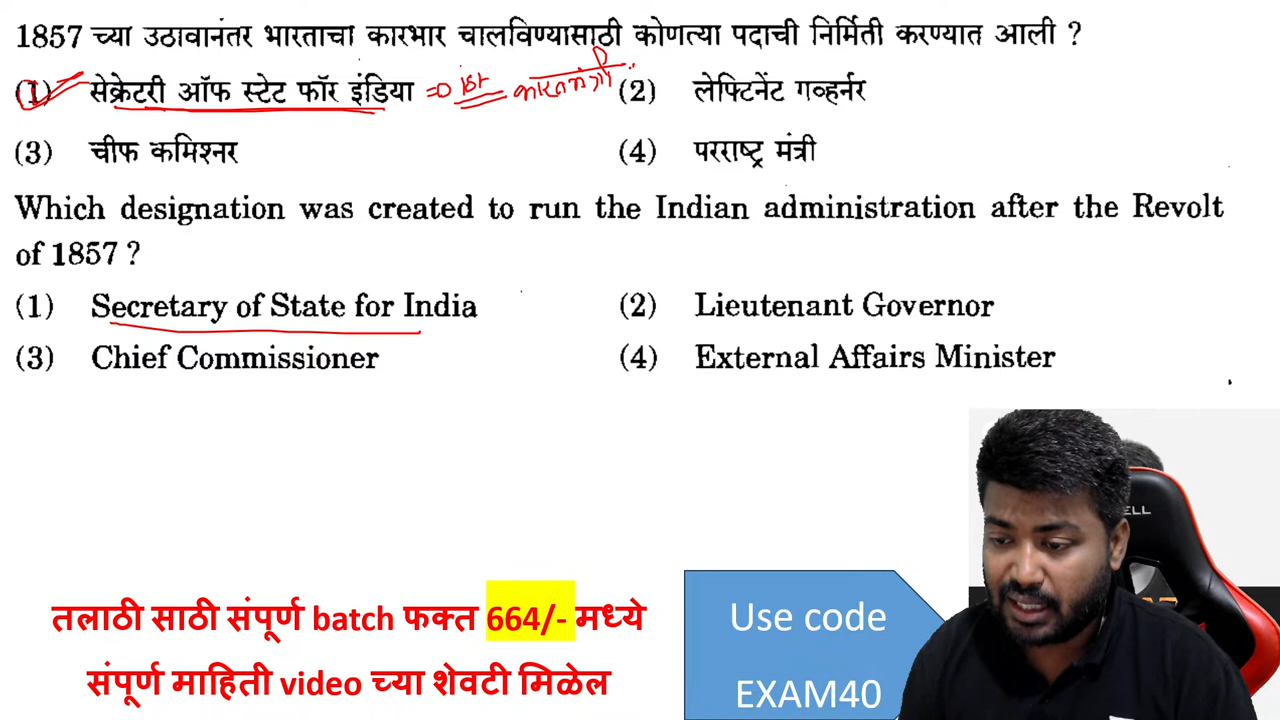 1857 च्या उठावानंतर भारताचा कारभार चालविण्यासाठी कोणत्या पदाची निर्मिती करण्यात आली ?
(1) सेक्रेटरी ऑफ स्टेट फॉर इंडिया => 1st भारतमंत्री (2) लेफ्टिनेंट गव्हर्नर
(3) चीफ कमिश्नर (4) परराष्ट्र मंत्री
Which designation was created to run the Indian administration after the Revolt
of 1857 ?
(1) Secretary of State for India (2) Lieutenant Governor
(3) Chief Commissioner (4) External Affairs Minister
ELL
तलाठी साठी संपूर्ण batch फक्त 664/- मध्ये
संपूर्ण माहिती video च्या शेवटी मिळेल
Use code
EXAM40